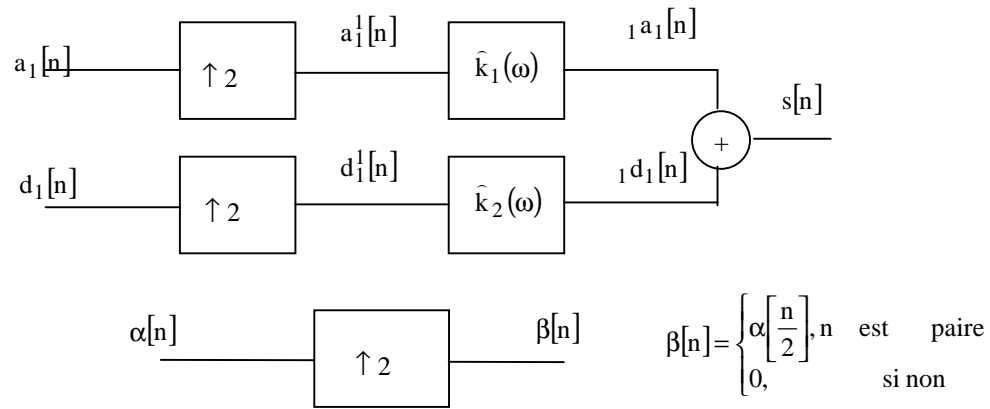 a₁[n] ↑2 a₁¹[n] k̂₁(ω) ₁a₁[n]
+ s[n]
d₁[n] ↑2 d₁¹[n] k̂₂(ω) ₁d₁[n]
α[n] ↑2 β[n]
β[n]= { α[n/2], n est paire
0, si non